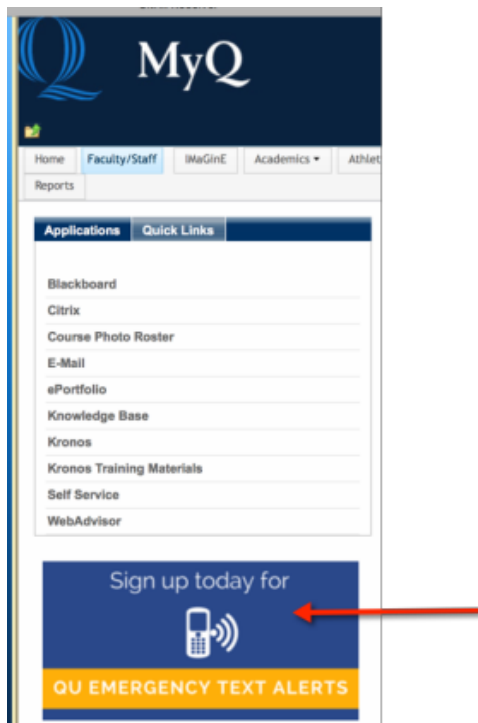 MyQ
Home Faculty/Staff IMaGinE Academics Athlet
Reports
Applications Quick Links
Blackboard
Citrix
Course Photo Roster
E-Mail
ePortfolio
Knowledge Base
Kronos
Kronos Training Materials
Self Service
WebAdvisor
Sign up today for
QU EMERGENCY TEXT ALERTS